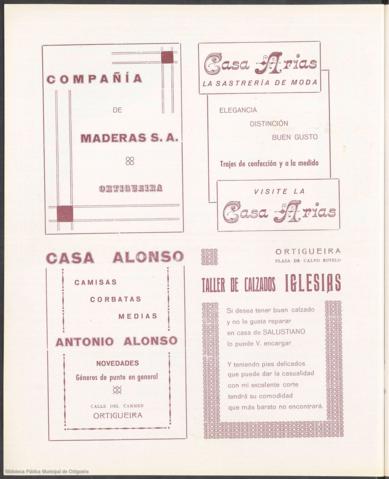 COMPAÑÍA
DE
MADERAS S. A.
ORTIGUEIRA
Casa Arias
LA SASTRERÍA DE MODA
ELEGANCIA
DISTINCIÓN
BUEN GUSTO
Trajes de confección y a la medida
VISITE LA
Casa Arias
CASA ALONSO
CAMISAS
CORBATAS
MEDIAS
ANTONIO ALONSO
NOVEDADES
Géneros de punto en general
CALLE DEL CARMEN
ORTIGUEIRA
ORTIGUEIRA
PLAZA DE CALVO SOTELO
TALLER DE CALZADOS IGLESIAS
Si desea tener buen calzado
y no le gusta reparar
en casa de SALUSTIANO
lo puede V. encargar
Y teniendo pies delicados
que puede dar la casualidad
con mi excelente corte
tendrá su comodidad
que más barato no encontrará.
Biblioteca Pública Municipal de Ortigueira